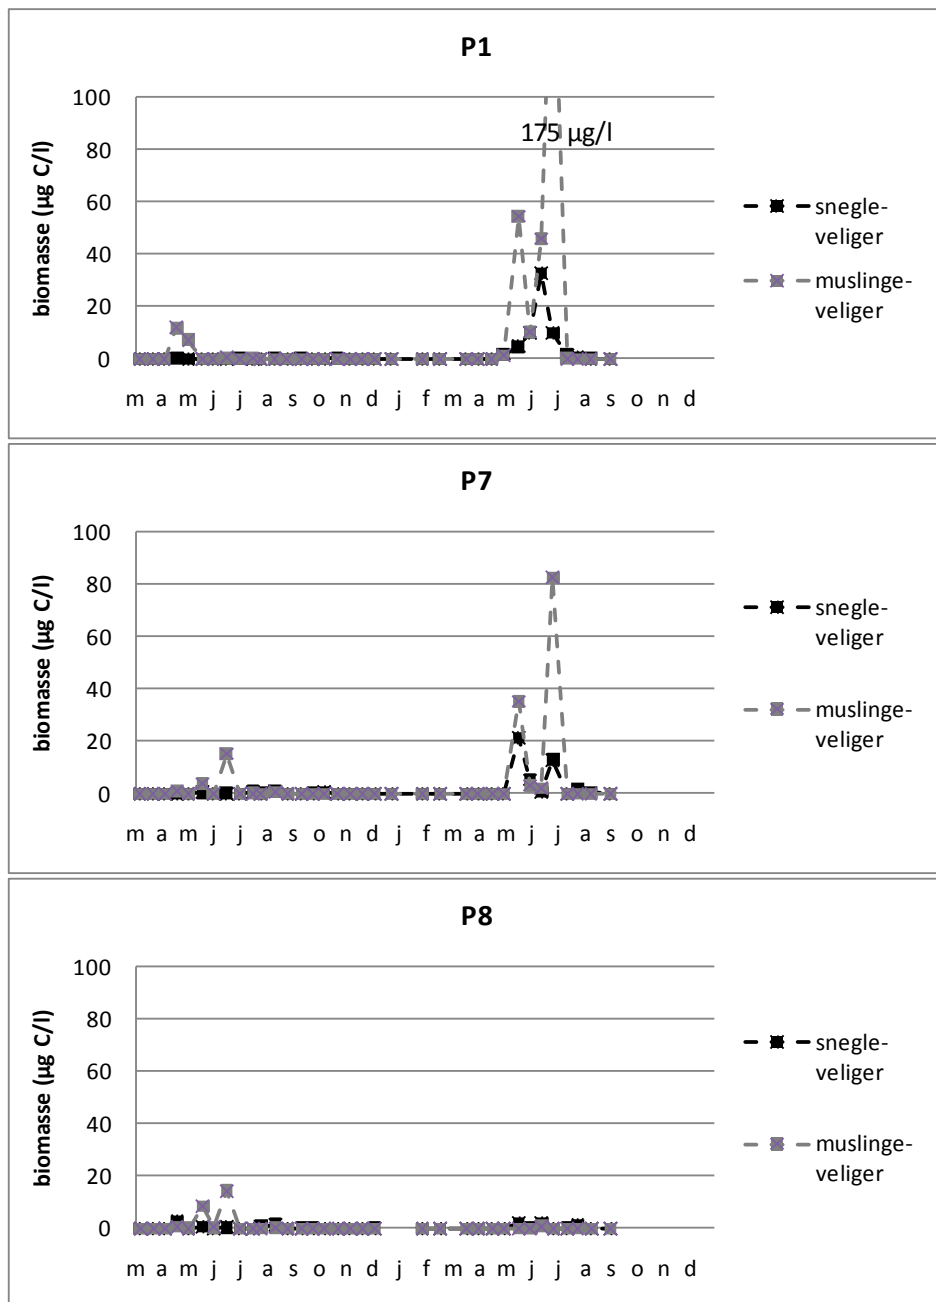 P1
biomasse (µg C/l)
100
80
60
40
20
0
175 µg/l
m a m j j a s o n d j f m a m j j a s o n d
snegle-
veliger
muslinge-
veliger
P7
biomasse (µg C/l)
100
80
60
40
20
0
m a m j j a s o n d j f m a m j j a s o n d
snegle-
veliger
muslinge-
veliger
P8
biomasse (µg C/l)
100
80
60
40
20
0
m a m j j a s o n d j f m a m j j a s o n d
snegle-
veliger
muslinge-
veliger